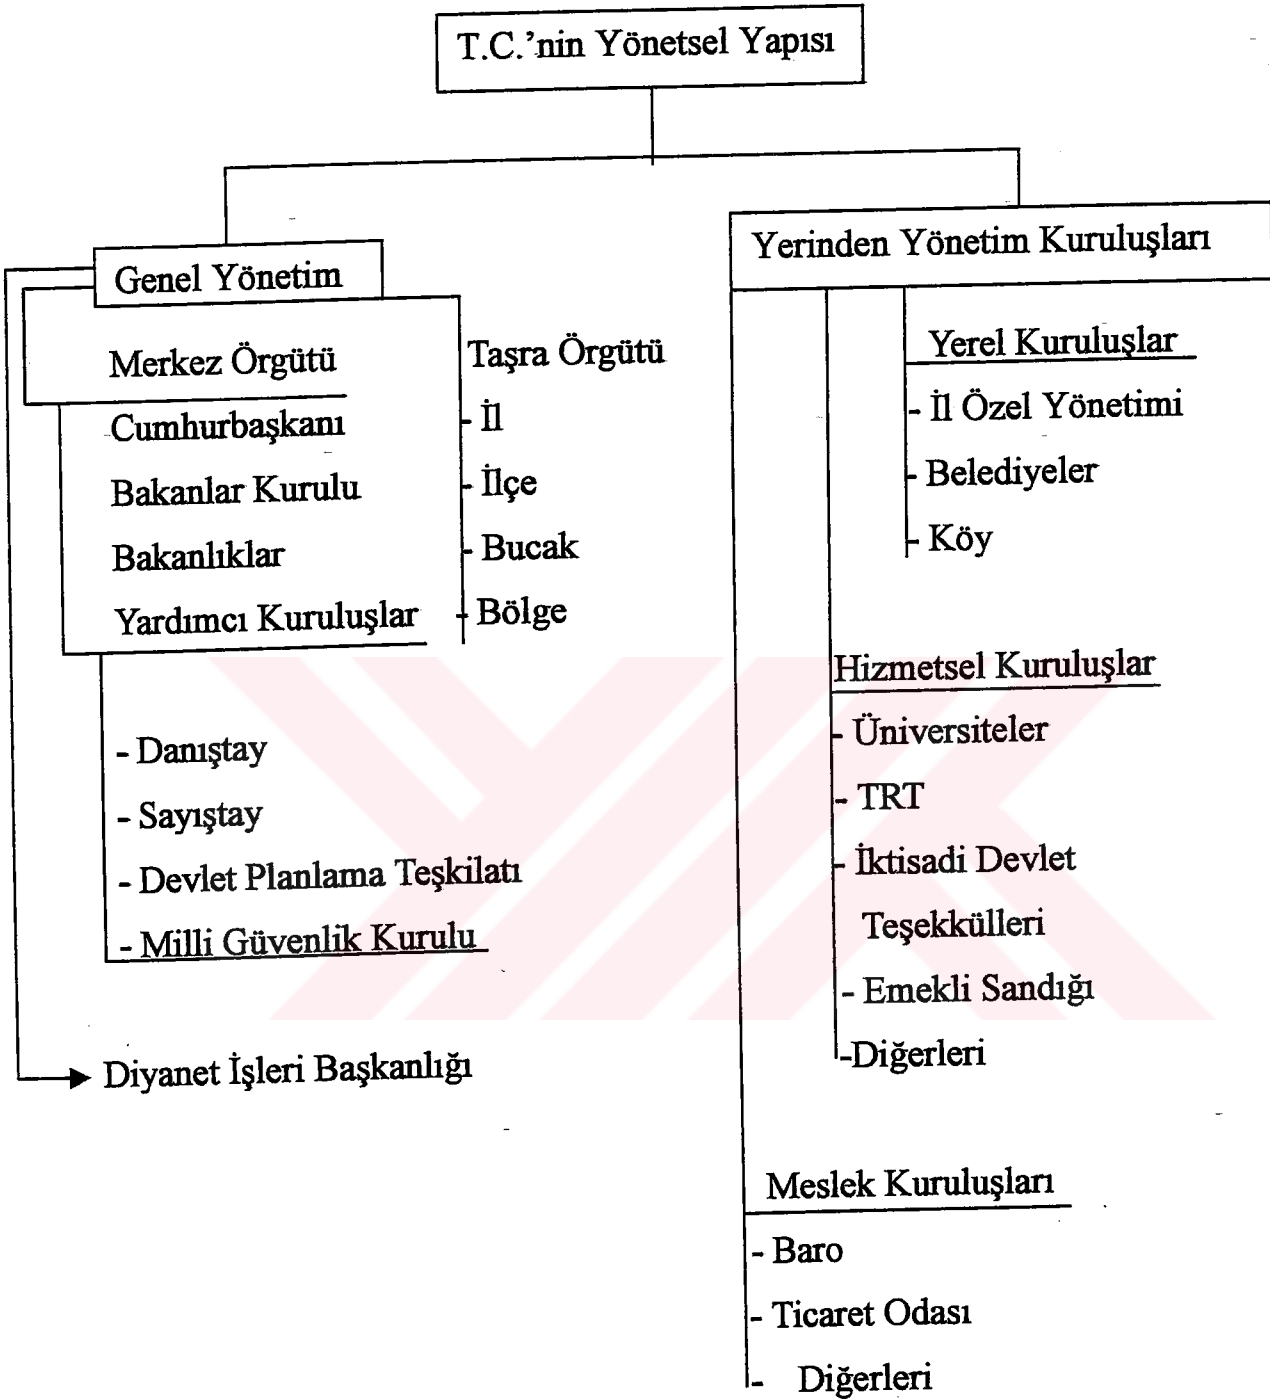 T.C.'nin Yönetsel Yapısı
Genel Yönetim
Merkez Örgütü
Cumhurbaşkanı
Bakanlar Kurulu
Bakanlıklar
Yardımcı Kuruluşlar
- Danıştay
- Sayıştay
- Devlet Planlama Teşkilatı
- Milli Güvenlik Kurulu
Diyanet İşleri Başkanlığı
Taşra Örgütü
- İl
- İlçe
- Bucak
- Bölge
Yerinden Yönetim Kuruluşları
Yerel Kuruluşlar
- İl Özel Yönetimi
- Belediyeler
- Köy
Hizmetsel Kuruluşlar
- Üniversiteler
- TRT
- İktisadi Devlet
Teşekkülleri
- Emekli Sandığı
-Diğerleri
Meslek Kuruluşları
- Baro
- Ticaret Odası
- Diğerleri